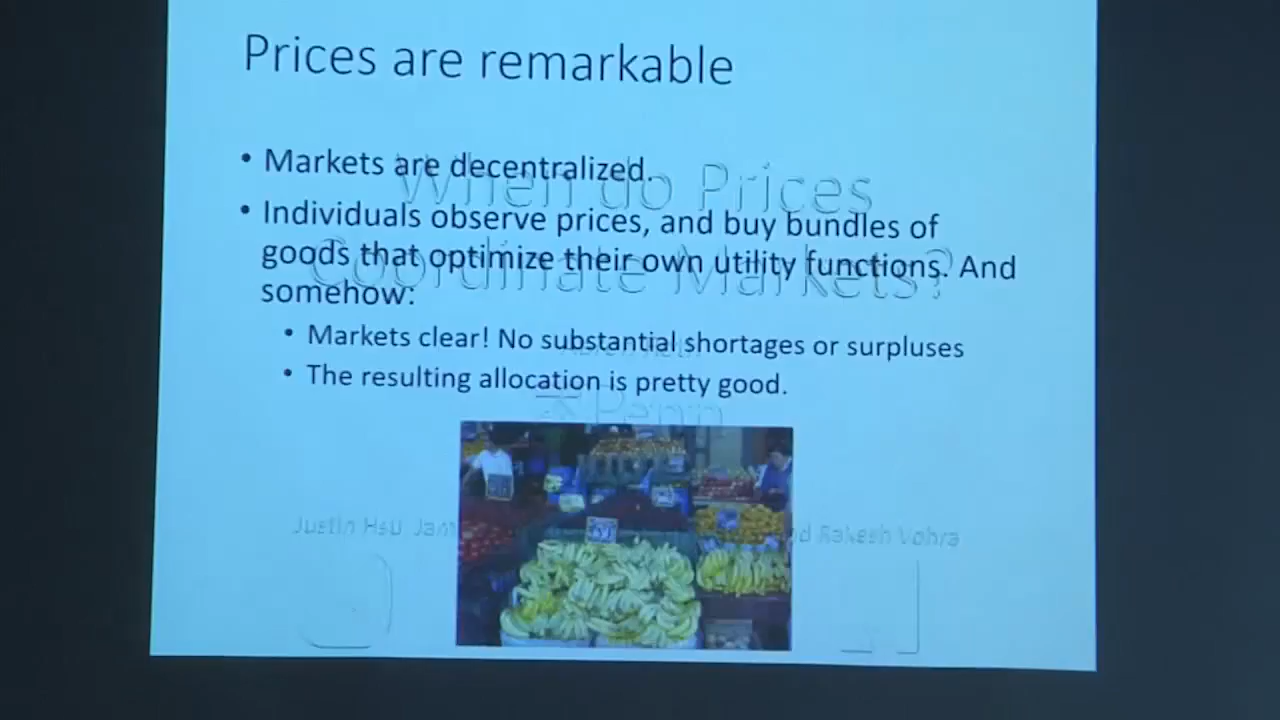 Prices are remarkable
• Markets are decentralized.
When do Prices
• Individuals observe prices, and buy bundles of
goods that optimize their own utility functions. And
Coordinate Markets?
somehow:
• Markets clear! No substantial shortages or surpluses
• The resulting allocation is pretty good.
Penn
Justin Hsu Rakesh Vohra